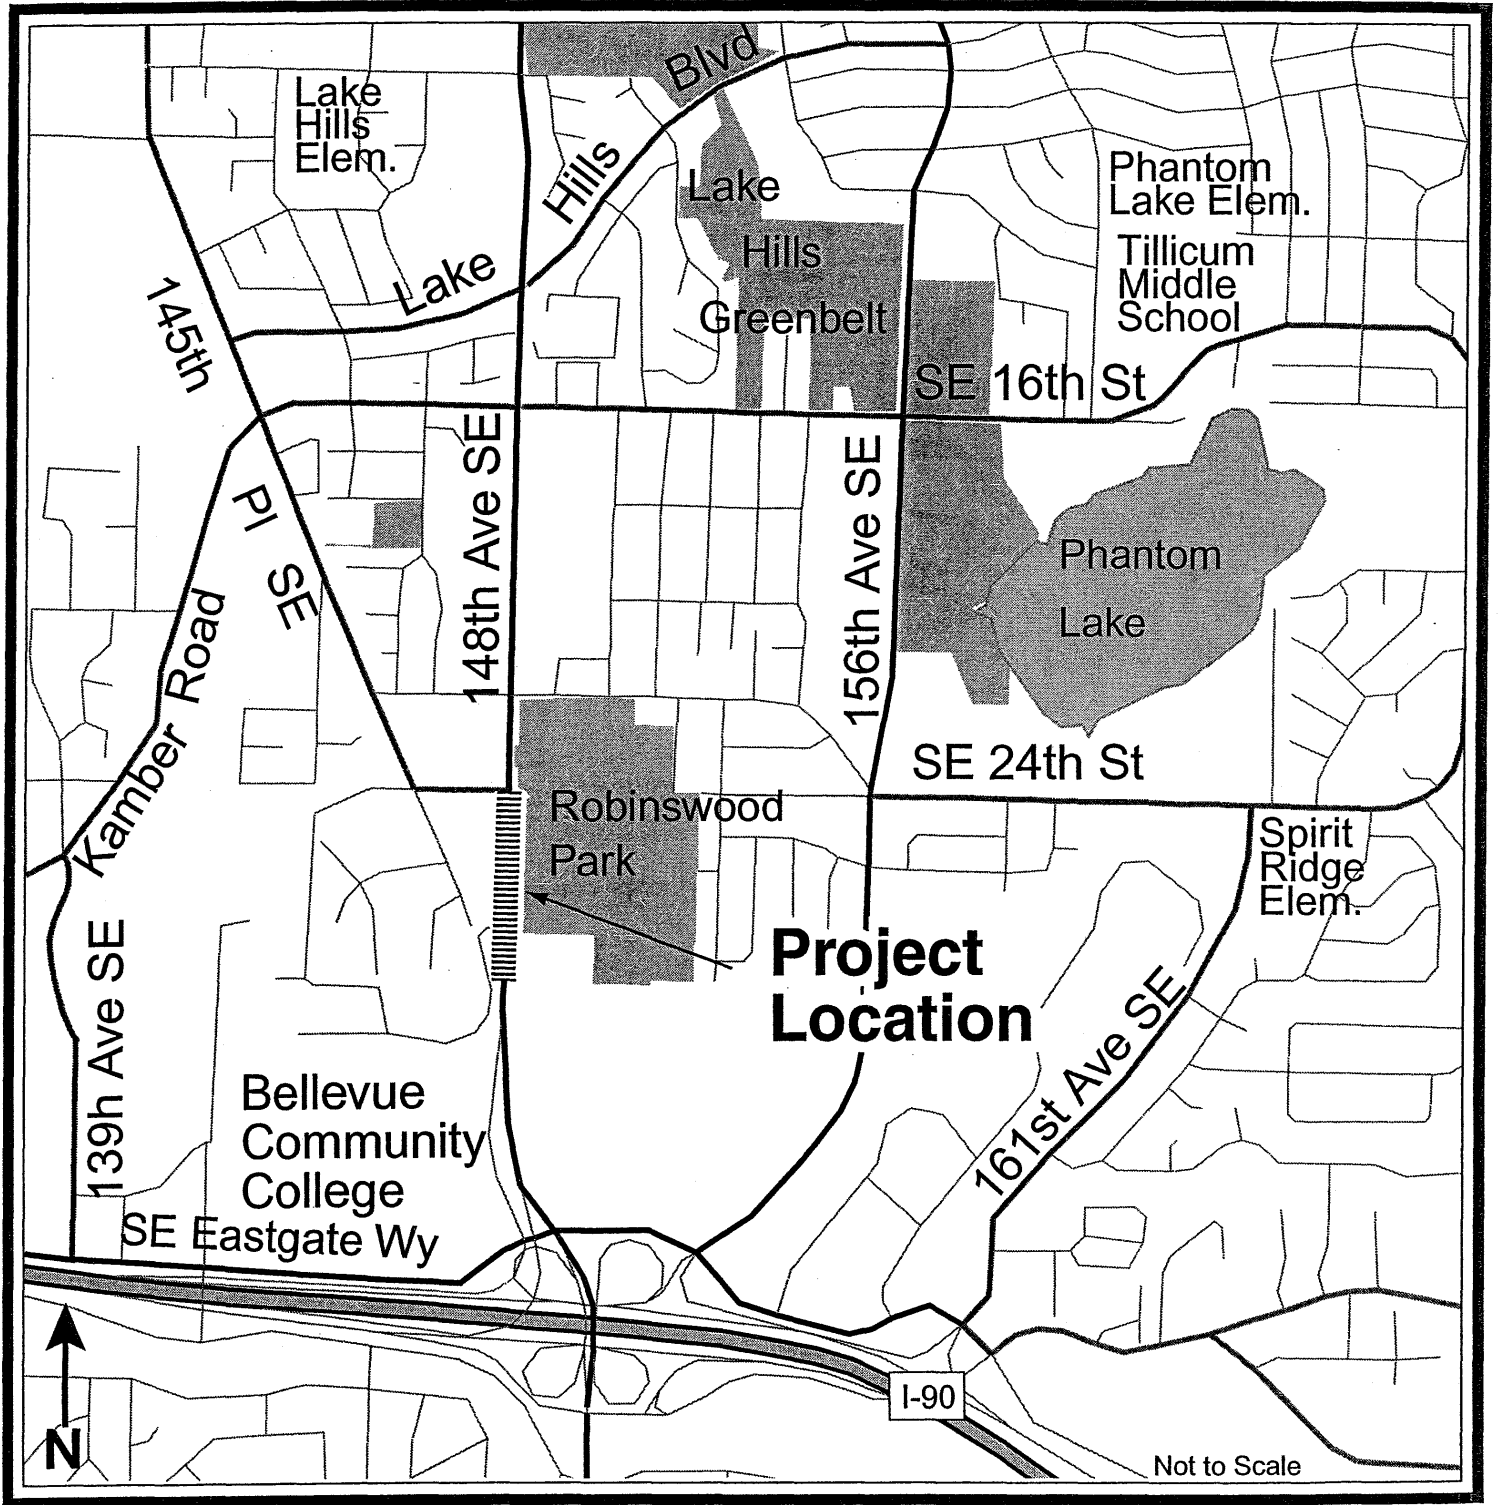 Blvd
Lake
Hills
Elem.
Hills
Lake
Phantom
Lake Elem.
Lake
Hills
Greenbelt
Tillicum
Middle
School
145th
SE 16th St
148th Ave SE
156th Ave SE
Pl SE
Phantom
Lake
Kamber Road
SE 24th St
Robinswood
Park
Spirit
Ridge
Elem.
Project
Location
139h Ave SE
161st Ave SE
Bellevue
Community
College
SE Eastgate Wy
I-90
N
Not to Scale